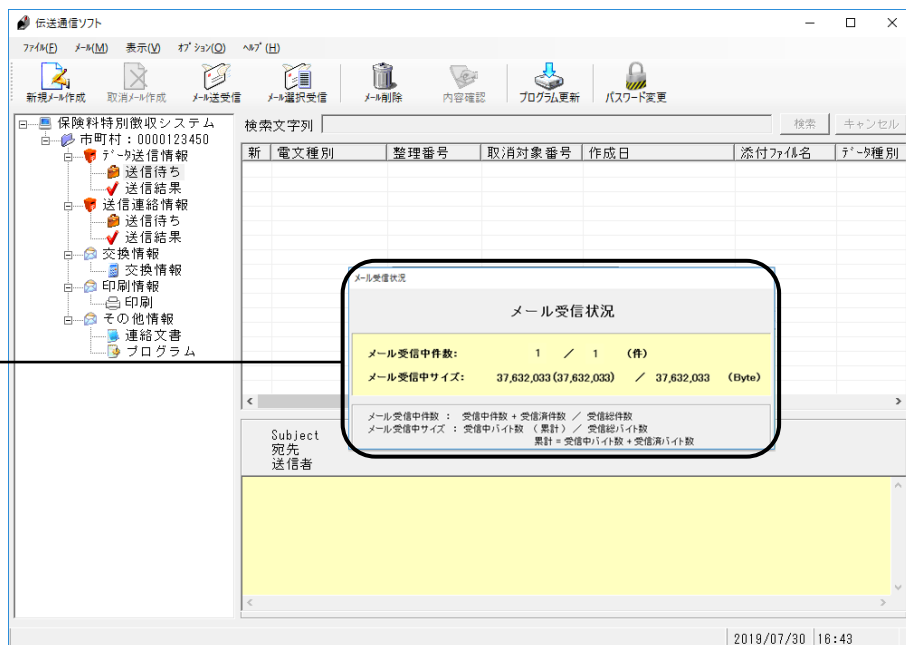 伝送通信ソフト
ﾌｧｲﾙ(F) ﾒｰﾙ(M) 表示(V) ｵﾌﾟｼｮﾝ(O) ﾍﾙﾌﾟ(H)
新規ﾒｰﾙ作成 取消ﾒｰﾙ作成 ﾒｰﾙ送受信 ﾒｰﾙ選択受信 ﾒｰﾙ削除 内容確認 ﾌﾟﾛｸﾞﾗﾑ更新 ﾊﾟｽﾜｰﾄﾞ変更
保険料特別徴収システム
市町村：0000123450
ﾃﾞｰﾀ送信情報
送信待ち
送信結果
送信連絡情報
送信待ち
送信結果
交換情報
交換情報
印刷情報
印刷
その他情報
連絡文書
プログラム
検索文字列 検索 キャンセル
新 電文種別 整理番号 取消対象番号 作成日 添付ﾌｧｲﾙ名 ﾃﾞｰﾀ種別
メール受信状況
メール受信状況
メール受信中件数： 1 ／ 1 (件)
メール受信中サイズ： 37,632,033(37,632,033) ／ 37,632,033 (Byte)
メール受信中件数 ： 受信中件数 + 受信済件数 ／ 受信総件数
メール受信中サイズ ： 受信中バイト数 （累計）／ 受信総バイト数
累計 = 受信中バイト数 + 受信済バイト数
Subject
宛先
送信者
2019/07/30 16:43